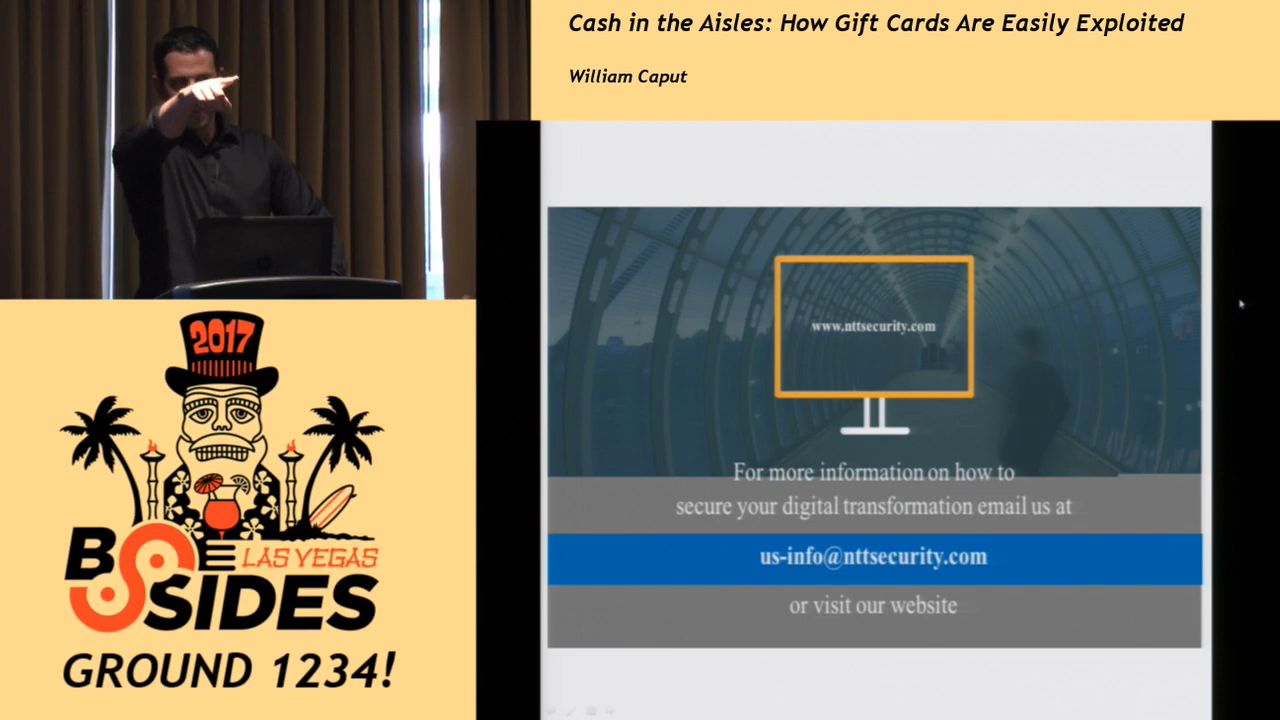 Cash in the Aisles: How Gift Cards Are Easily Exploited
William Caput
www.nttsecurity.com
For more information on how to
secure your digital transformation email us at
us-info@nttsecurity.com
or visit our website
2017
BSIDES
LAS VEGAS
GROUND 1234!